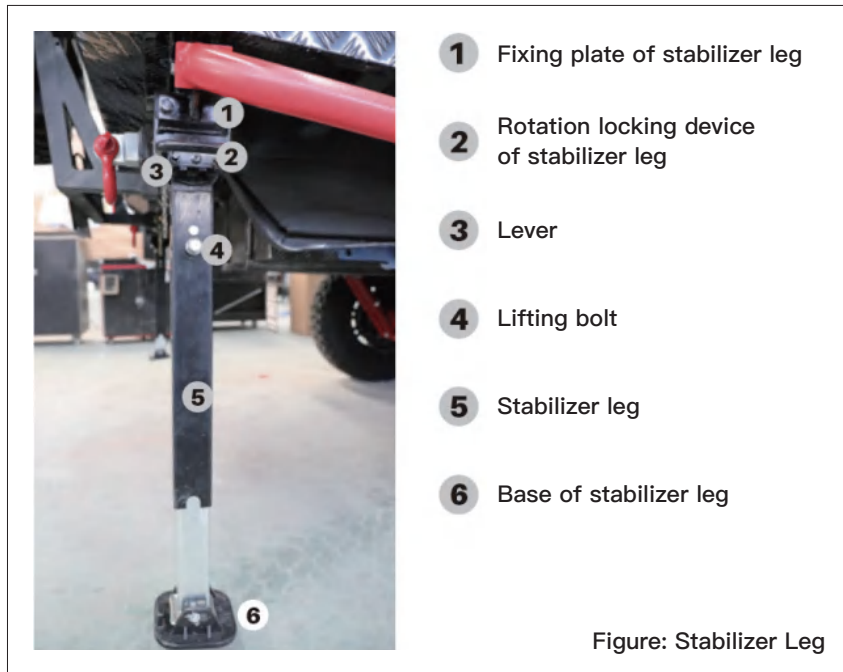 1 Fixing plate of stabilizer leg
2 Rotation locking device
of stabilizer leg
3 Lever
4 Lifting bolt
5 Stabilizer leg
6 Base of stabilizer leg
1
2
3
4
5
6
Figure: Stabilizer Leg